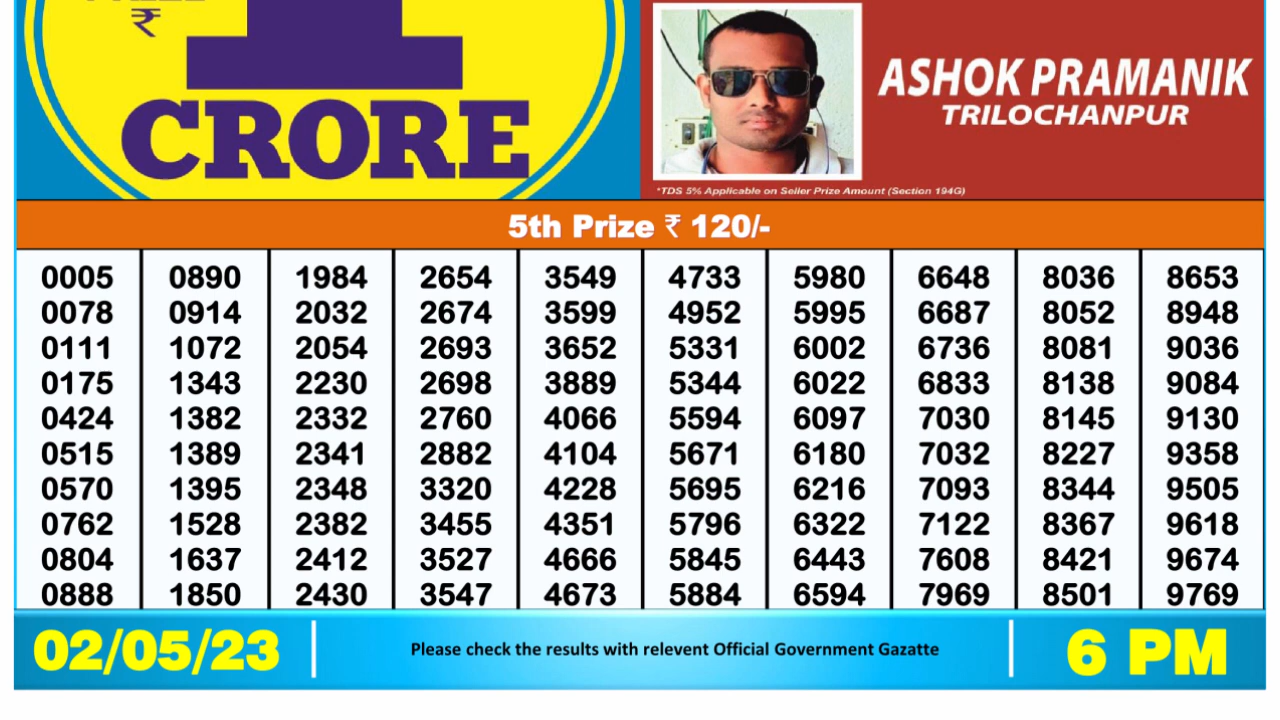 ₹
CRORE
ASHOK PRAMANIK
TRILOCHANPUR
*TDS 5% Applicable on Seller Prize Amount (Section 194G)
5th Prize ₹ 120/-
0005 0890 1984 2654 3549 4733 5980 6648 8036 8653
0078 0914 2032 2674 3599 4952 5995 6687 8052 8948
0111 1072 2054 2693 3652 5331 6002 6736 8081 9036
0175 1343 2230 2698 3889 5344 6022 6833 8138 9084
0424 1382 2332 2760 4066 5594 6097 7030 8145 9130
0515 1389 2341 2882 4104 5671 6180 7032 8227 9358
0570 1395 2348 3320 4228 5695 6216 7093 8344 9505
0762 1528 2382 3455 4351 5796 6322 7122 8367 9618
0804 1637 2412 3527 4666 5845 6443 7608 8421 9674
0888 1850 2430 3547 4673 5884 6594 7969 8501 9769
02/05/23
Please check the results with relevent Official Government Gazatte
6 PM